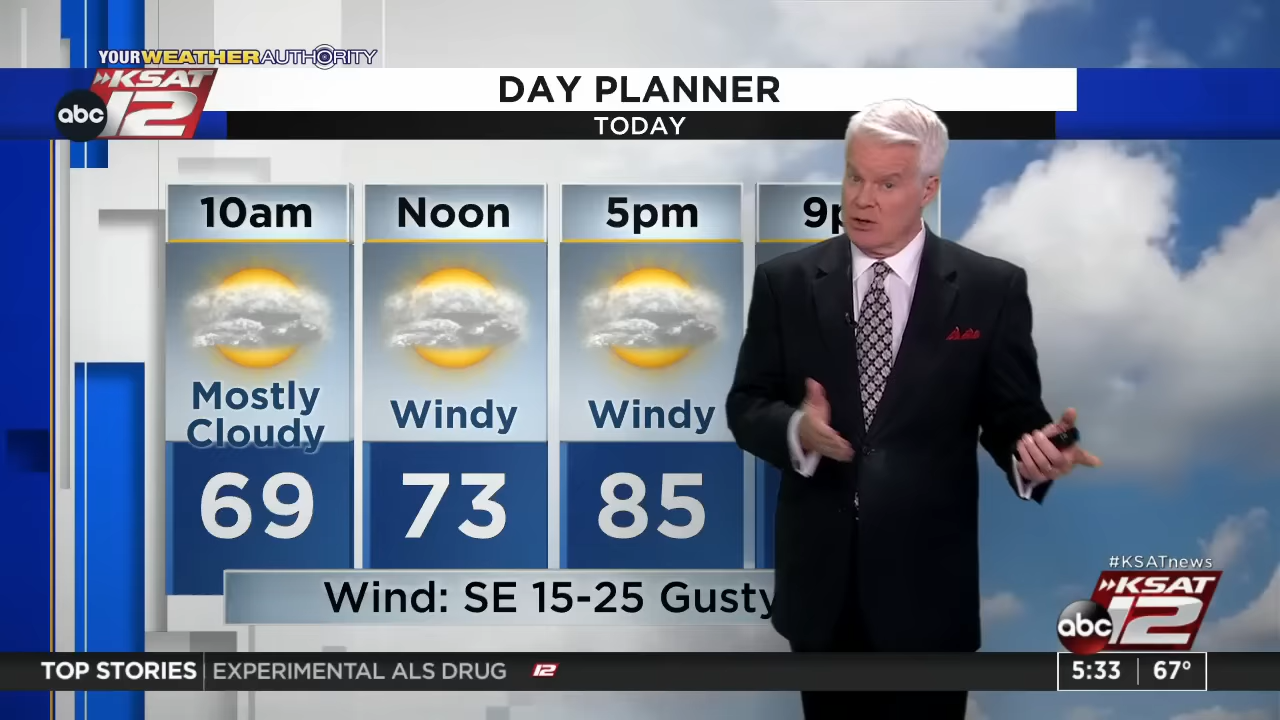 YOURWEATHERAUTHORITY
KSAT
abc
12
DAY PLANNER
TODAY
10am
Noon
5pm
Mostly
Cloudy
Windy
Windy
69
73
85
Wind: SE 15-25 Gusty
#KSATnews
KSAT
abc
12
TOP STORIES
EXPERIMENTAL ALS DRUG
12
5:33
67°